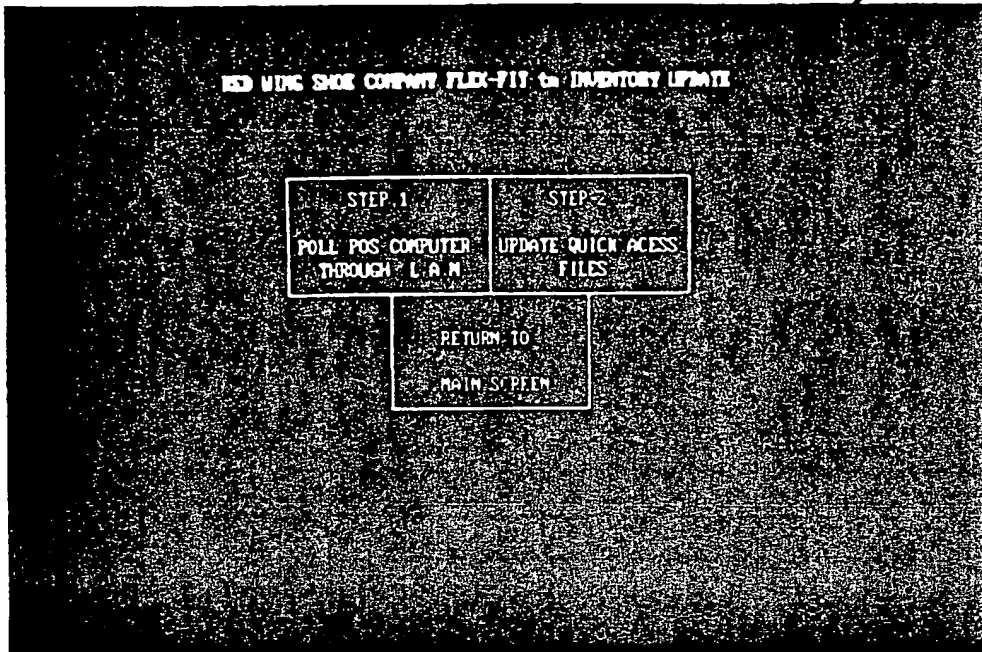 RED WING SHOE COMPANY FLEX-FIT tm INVENTORY UPDATE
STEP 1
POLL POS COMPUTER
THROUGH L.A.N
STEP 2
UPDATE QUICK ACESS
FILES
RETURN TO
MAIN SCREEN